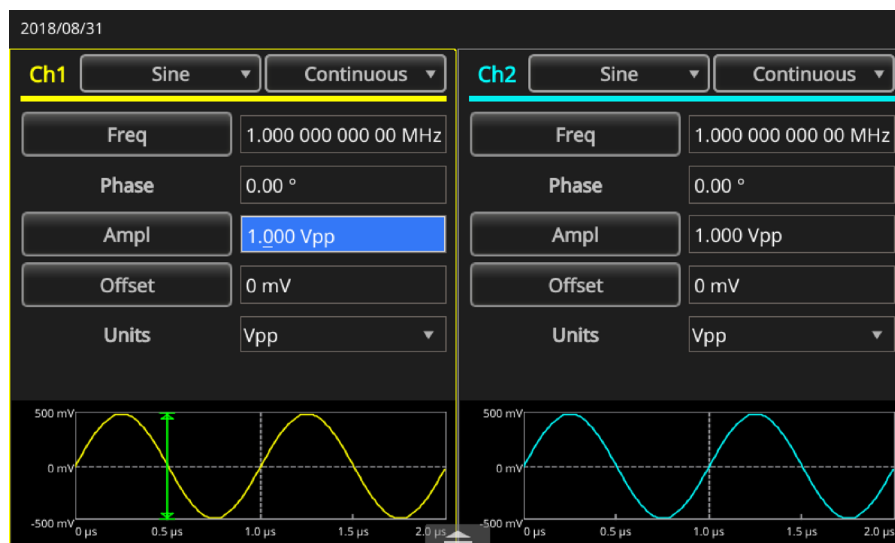 2018/08/31
Ch1 Sine Continuous
Freq 1.000 000 000 00 MHz
Phase 0.00 °
Ampl 1.000 Vpp
Offset 0 mV
Units Vpp
500 mV
0 mV
-500 mV
0 µs 0.5 µs 1.0 µs 1.5 µs 2.0 µs
Ch2 Sine Continuous
Freq 1.000 000 000 00 MHz
Phase 0.00 °
Ampl 1.000 Vpp
Offset 0 mV
Units Vpp
500 mV
0 mV
-500 mV
0 µs 0.5 µs 1.0 µs 1.5 µs 2.0 µs